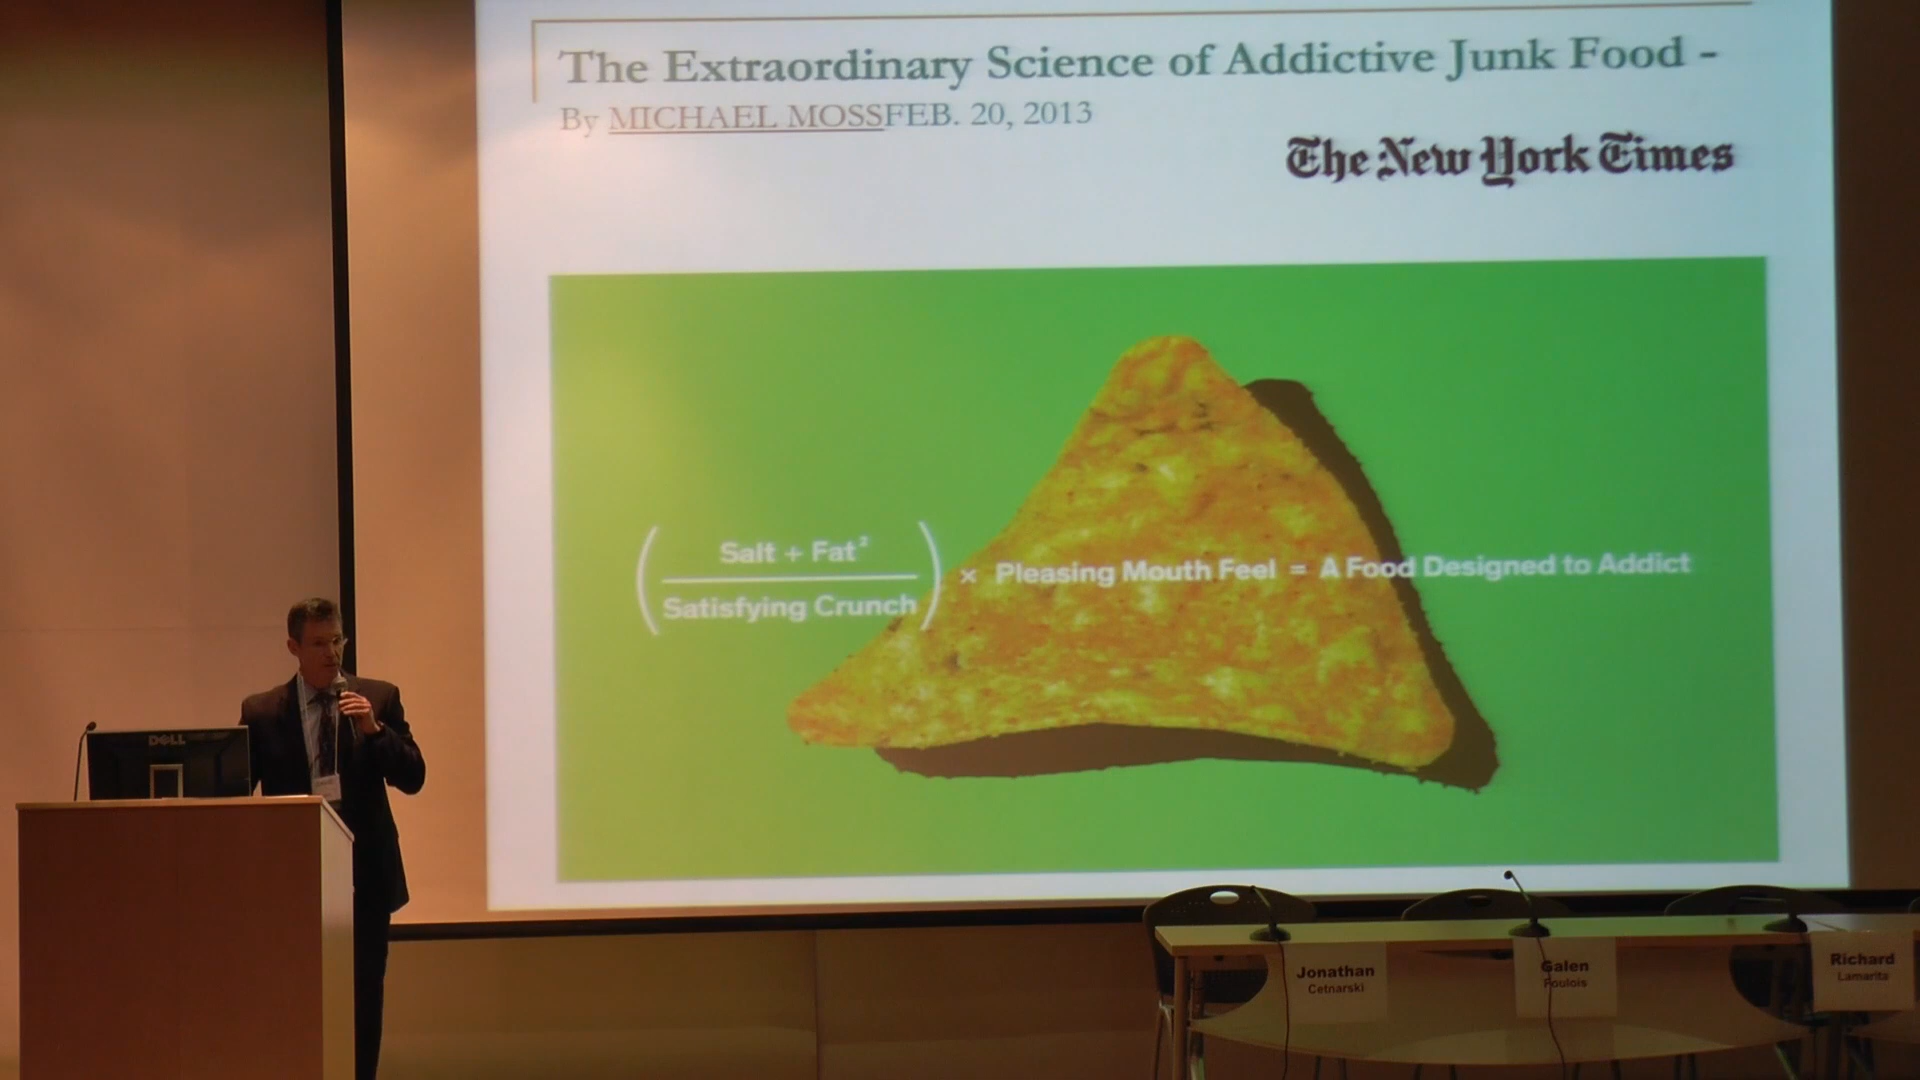 The Extraordinary Science of Addictive Junk Food -
By MICHAEL MOSSFEB. 20, 2013
The New York Times
Salt + Fat²
Satisfying Crunch
× Pleasing Mouth Feel = A Food Designed to Addict
DELL
Jonathan
Cetnarski
Galen
Poulois
Richard
Lamarita